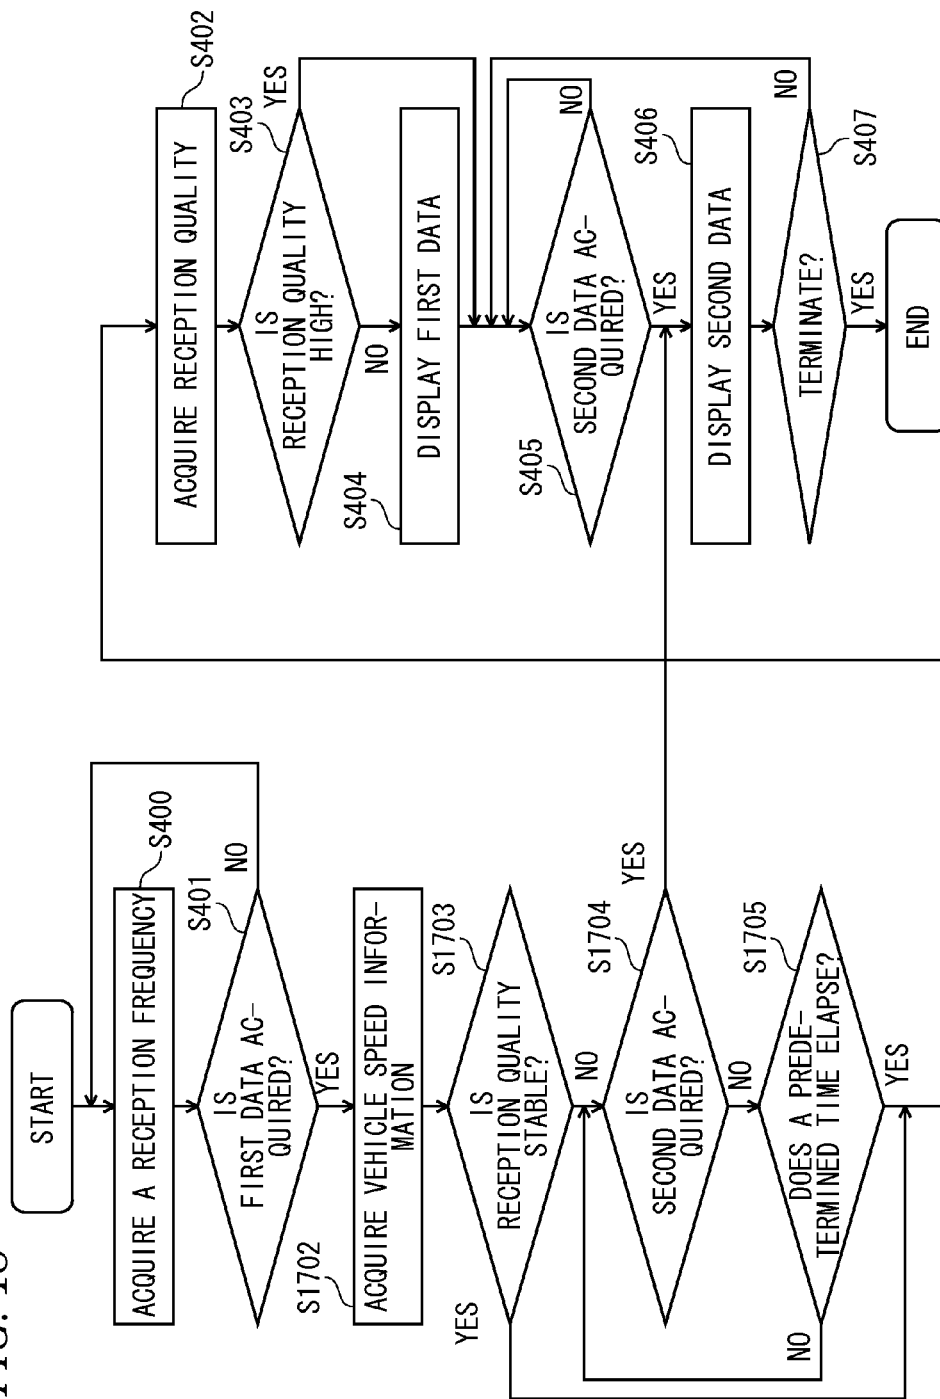 START
ACQUIRE A RECEPTION FREQUENCY
S400
IS
FIRST DATA AC-
QUIRED?
S401
NO
YES
ACQUIRE VEHICLE SPEED INFOR-
MATION
S1702
IS
RECEPTION QUALITY
STABLE?
S1703
YES
NO
IS
SECOND DATA AC-
QUIRED?
S1704
YES
NO
DOES A PREDE-
TERMINED TIME ELAPSE?
S1705
NO
YES
ACQUIRE RECEPTION QUALITY
S402
IS
RECEPTION QUALITY
HIGH?
S403
YES
NO
DISPLAY FIRST DATA
S404
IS
SECOND DATA AC-
QUIRED?
S405
NO
YES
DISPLAY SECOND DATA
S406
TERMINATE?
S407
NO
YES
END